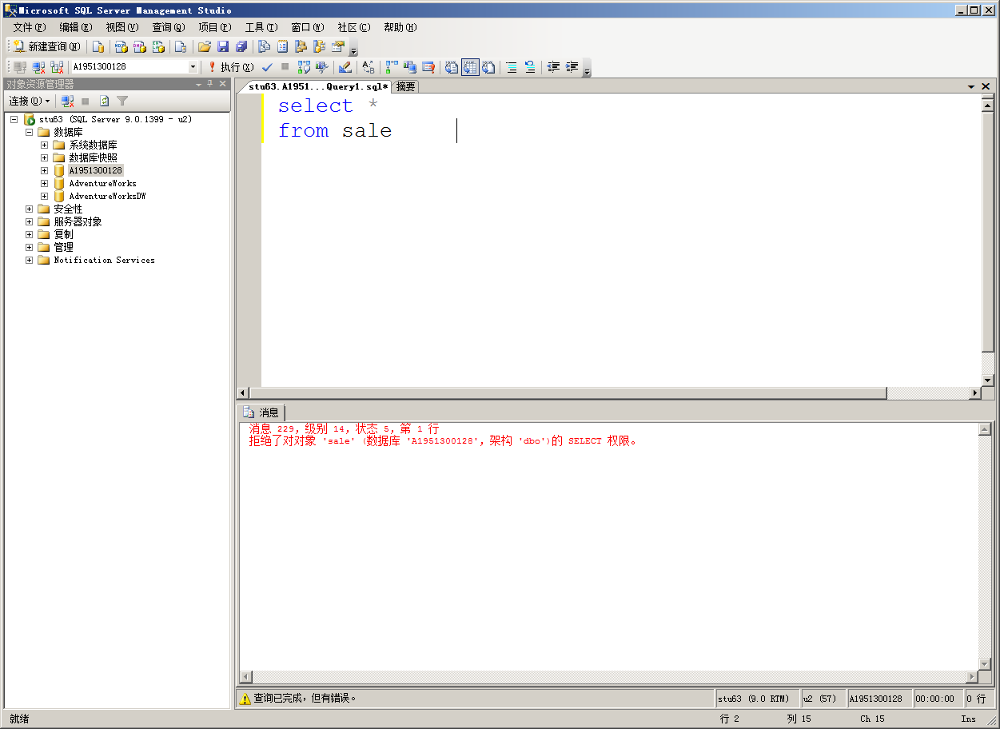 Microsoft SQL Server Management Studio
文件(F) 编辑(E) 视图(V) 查询(Q) 项目(P) 工具(T) 窗口(W) 社区(C) 帮助(H)
新建查询(N)
A1951300128 执行(X)
对象资源管理器
连接(O)
stu63 (SQL Server 9.0.1399 - u2)
数据库
系统数据库
数据库快照
A1951300128
AdventureWorks
AdventureWorksDW
安全性
服务器对象
复制
管理
Notification Services
stu63.A1951...Query1.sql* 摘要
select *
from sale
消息
消息 229，级别 14，状态 5，第 1 行
拒绝了对对象 'sale' (数据库 'A1951300128'，架构 'dbo')的 SELECT 权限。
查询已完成，但有错误。 stu63 (9.0 RTM) u2 (57) A1951300128 00:00:00 0 行
就绪 行 2 列 15 Ch 15 Ins